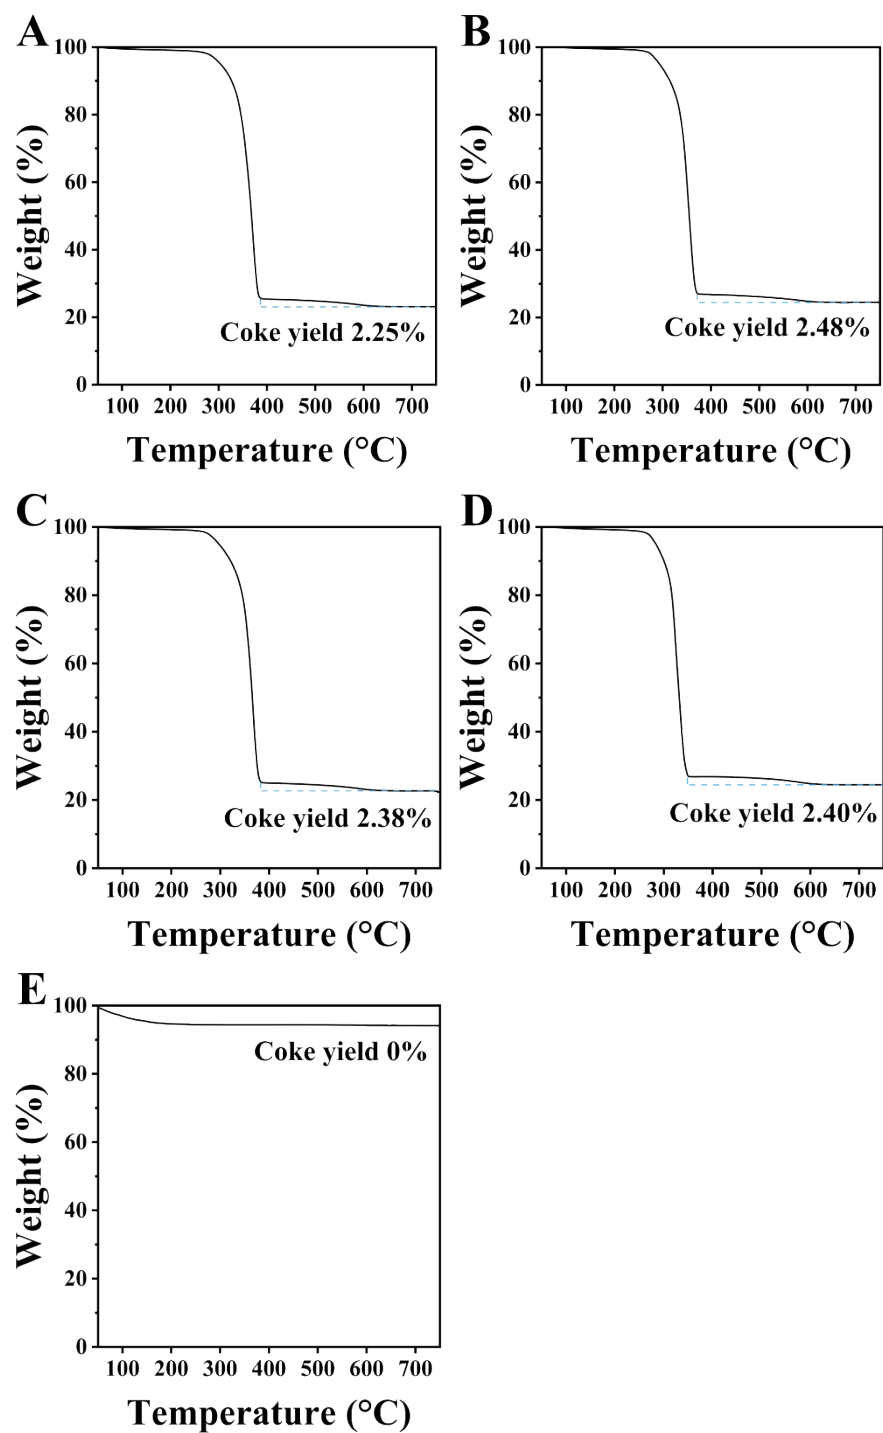 A
100
80
60
40
20
0
Weight (%)
Coke yield 2.25%
100 200 300 400 500 600 700
Temperature (°C)
B
100
80
60
40
20
0
Weight (%)
Coke yield 2.48%
100 200 300 400 500 600 700
Temperature (°C)
C
100
80
60
40
20
0
Weight (%)
Coke yield 2.38%
100 200 300 400 500 600 700
Temperature (°C)
D
100
80
60
40
20
0
Weight (%)
Coke yield 2.40%
100 200 300 400 500 600 700
Temperature (°C)
E
100
80
60
40
20
0
Weight (%)
Coke yield 0%
100 200 300 400 500 600 700
Temperature (°C)